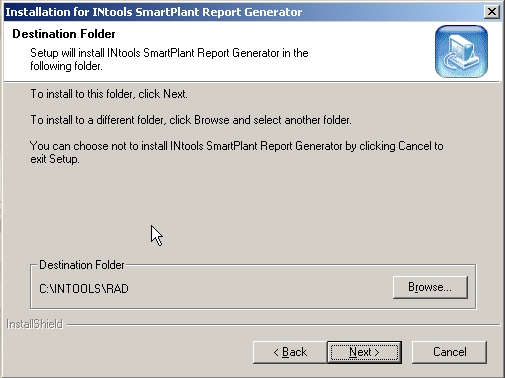 Installation for INtools SmartPlant Report Generator
Destination Folder
Setup will install INtools SmartPlant Report Generator in the
following folder.
To install to this folder, click Next.
To install to a different folder, click Browse and select another folder.
You can choose not to install INtools SmartPlant Report Generator by clicking Cancel to
exit Setup.
Destination Folder
C:\INTOOLS\RAD
Browse...
InstallShield
< Back
Next >
Cancel